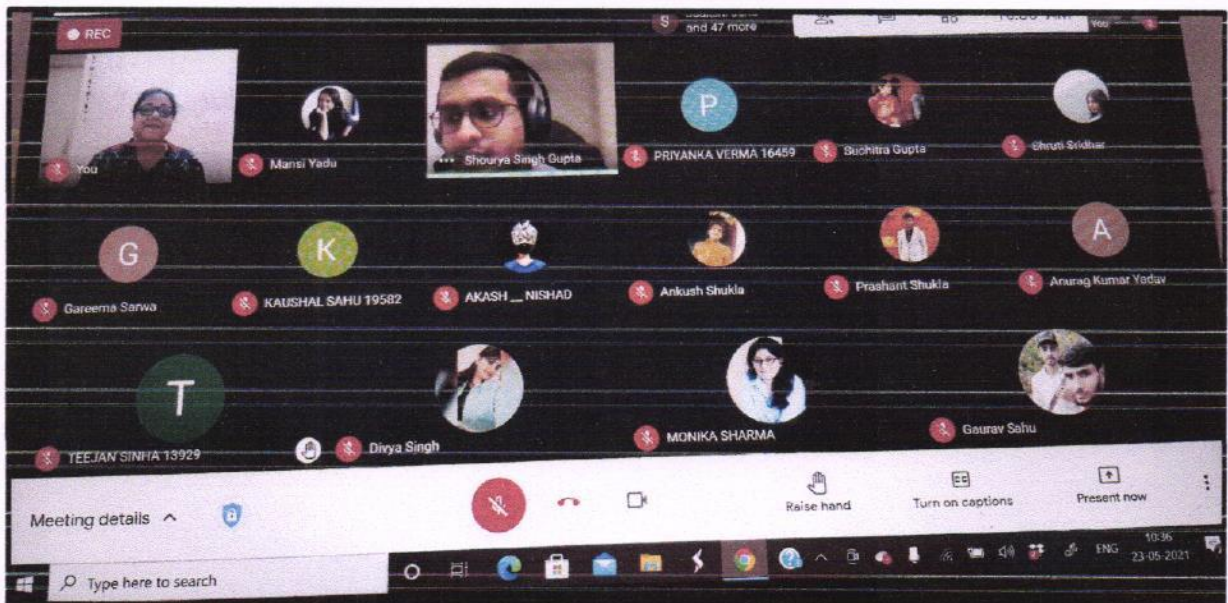 REC
S
and 47 more
You
You
Mansi Yadu
Shourya Singh Gupta
P
PRIYANKA VERMA 16459
Suchitra Gupta
Shruti Sridhar
G
Gareema Sarwa
K
KAUSHAL SAHU 19582
AKASH __ NISHAD
Ankush Shukla
Prashant Shukla
A
Anurag Kumar Yadav
T
TEEJAN SINHA 13929
Divya Singh
MONIKA SHARMA
Gaurav Sahu
Meeting details
Raise hand
CC
Turn on captions
Present now
Type here to search
ENG
10:36
23-05-2021